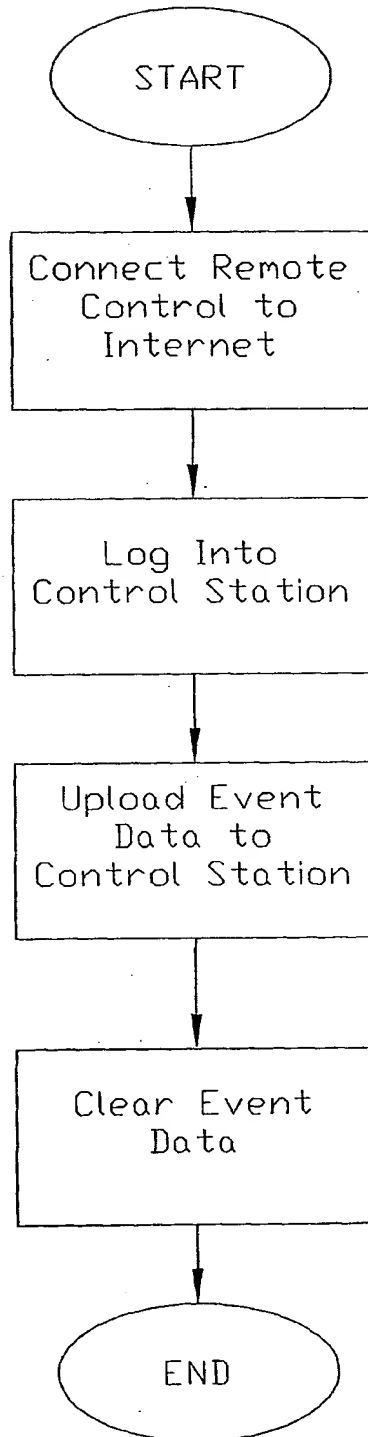 START
Connect Remote
Control to
Internet
Log Into
Control Station
Upload Event
Data to
Control Station
Clear Event
Data
END